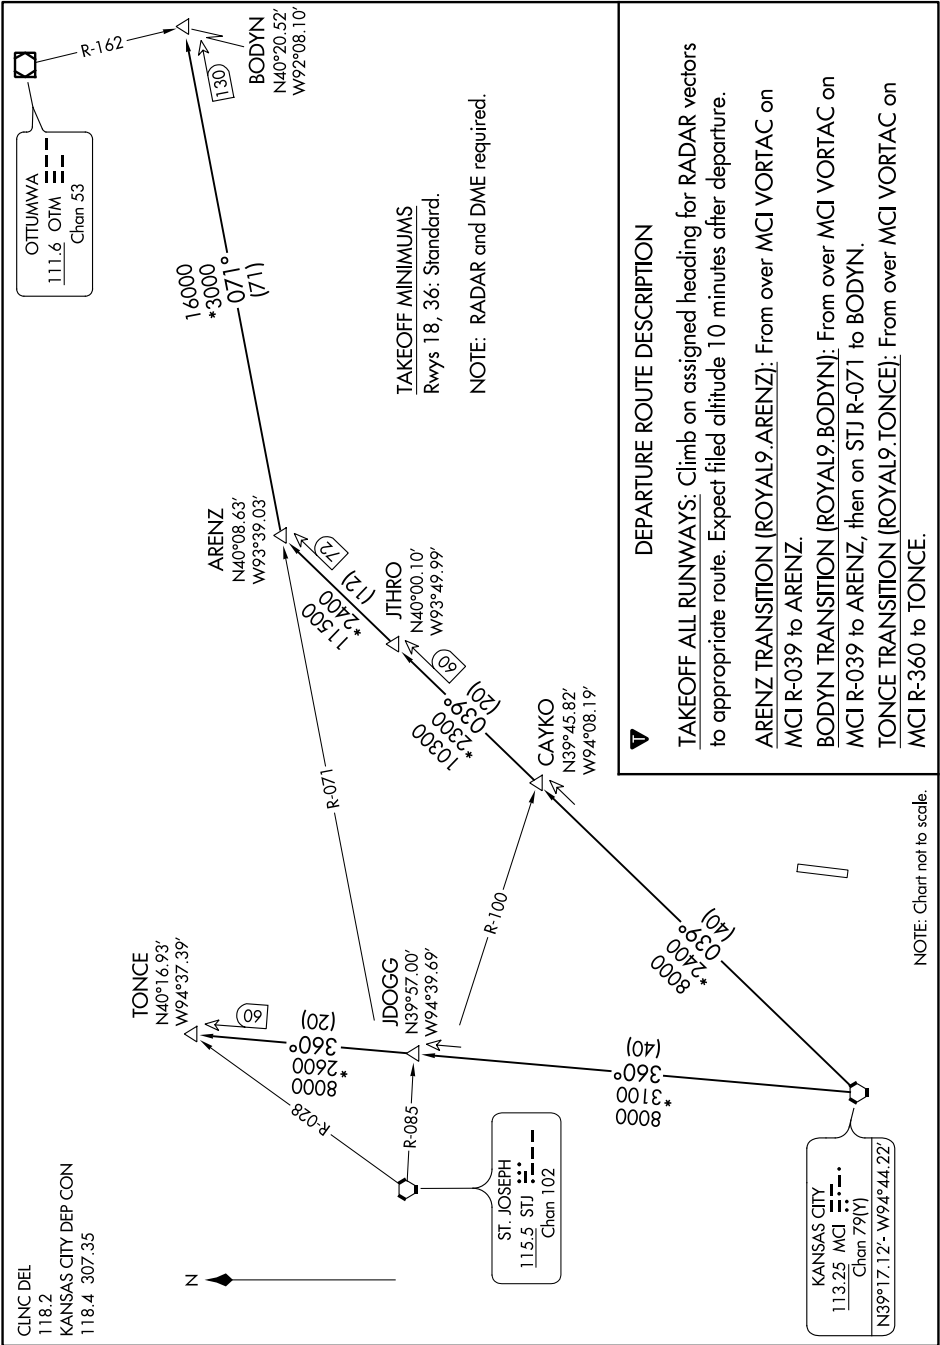 CLNC DEL
118.2
KANSAS CITY DEP CON
118.4 307.35
N
TONCE
N40°16.93'
W94°37.39'
60
8000
*2600
360°
(20)
R-028
JDOGG
N39°57.00'
W94°39.69'
R-085
ST. JOSEPH
115.5 STJ
Chan 102
8000
*3100
360°
(40)
KANSAS CITY
113.25 MCI
Chan 79(Y)
N39°17.12'- W94°44.22'
R-071
R-100
8000
*2400
039°
(40)
CAYKO
N39°45.82'
W94°08.19'
10300
*2300
039°
(20)
60
JTHRO
N40°00.10'
W93°49.99'
11500
*2400
(12)
72
ARENZ
N40°08.63'
W93°39.03'
16000
*3000
071°
(71)
OTTUMWA
111.6 OTM
Chan 53
R-162
130
BODYN
N40°20.52'
W92°08.10'
TAKEOFF MINIMUMS
Rwys 18, 36: Standard.
NOTE: RADAR and DME required.
NOTE: Chart not to scale.
T
DEPARTURE ROUTE DESCRIPTION
TAKEOFF ALL RUNWAYS: Climb on assigned heading for RADAR vectors
to appropriate route. Expect filed altitude 10 minutes after departure.
ARENZ TRANSITION (ROYAL9.ARENZ): From over MCI VORTAC on
MCI R-039 to ARENZ.
BODYN TRANSITION (ROYAL9.BODYN): From over MCI VORTAC on
MCI R-039 to ARENZ, then on STJ R-071 to BODYN.
TONCE TRANSITION (ROYAL9.TONCE): From over MCI VORTAC on
MCI R-360 to TONCE.